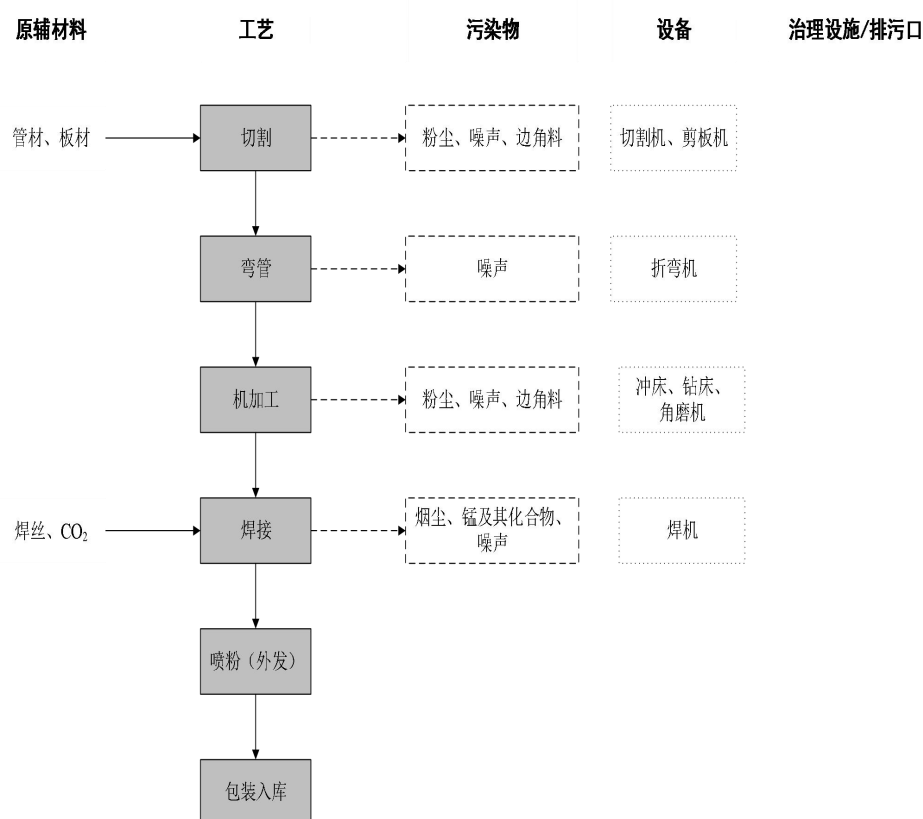 原辅材料 工艺 污染物 设备 治理设施/排污口
管材、板材 切割 粉尘、噪声、边角料 切割机、剪板机
弯管 噪声 折弯机
机加工 粉尘、噪声、边角料 冲床、钻床、
角磨机
焊丝、CO₂ 焊接 烟尘、锰及其化合物、
噪声 焊机
喷粉（外发）
包装入库